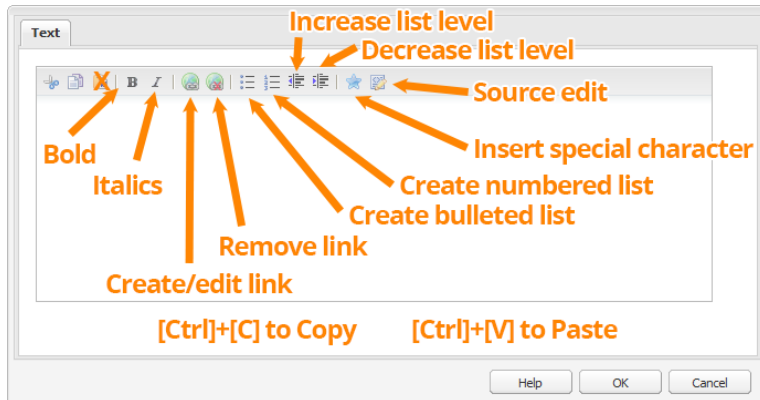 Increase list level
Text
Decrease list level
B I
Source edit
Bold
Insert special character
Italics
Create numbered list
Create bulleted list
Remove link
Create/edit link
[Ctrl]+[C] to Copy [Ctrl]+[V] to Paste
Help OK Cancel